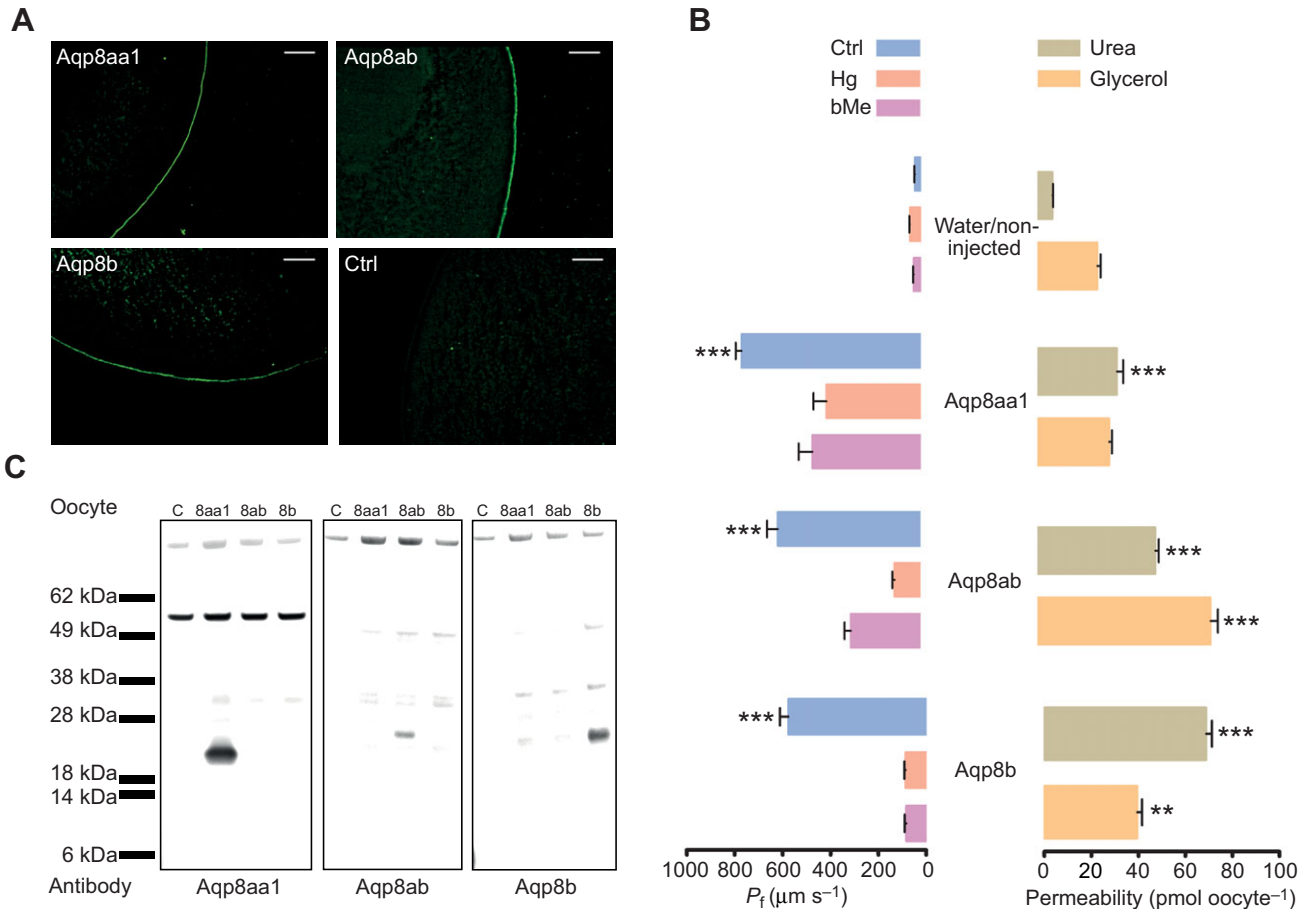 A
Aqp8aa1
Aqp8ab
Aqp8b
Ctrl
B
Ctrl
Hg
bMe
Urea
Glycerol
Water/non-
injected
***
Aqp8aa1
***
***
Aqp8ab
***
***
***
Aqp8b
***
**
1000 800 600 400 200 0
Pf (μm s–1)
0 20 40 60 80 100
Permeability (pmol oocyte–1)
C
Oocyte
C 8aa1 8ab 8b
C 8aa1 8ab 8b
C 8aa1 8ab 8b
62 kDa
49 kDa
38 kDa
28 kDa
18 kDa
14 kDa
6 kDa
Antibody
Aqp8aa1
Aqp8ab
Aqp8b